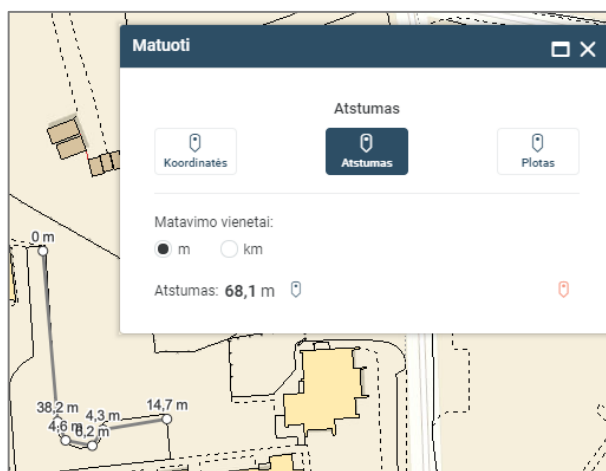 Matuoti
Atstumas
Koordinatės
Atstumas
Plotas
Matavimo vienetai:
m
km
Atstumas: 68,1 m
0 m
38,2 m
4,6 m
6,2 m
4,3 m
14,7 m